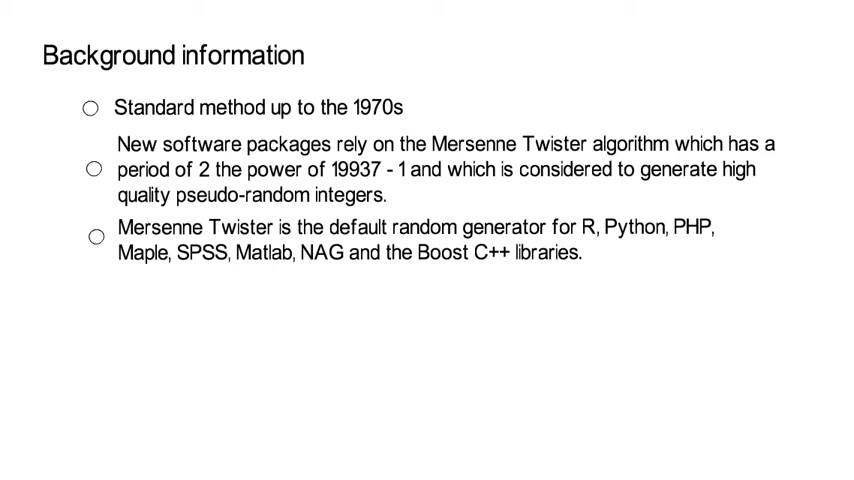 Background information
Standard method up to the 1970s
New software packages rely on the Mersenne Twister algorithm which has a
period of 2 the power of 19937 - 1 and which is considered to generate high
quality pseudo-random integers.
Mersenne Twister is the default random generator for R, Python, PHP,
Maple, SPSS, Matlab, NAG and the Boost C++ libraries.